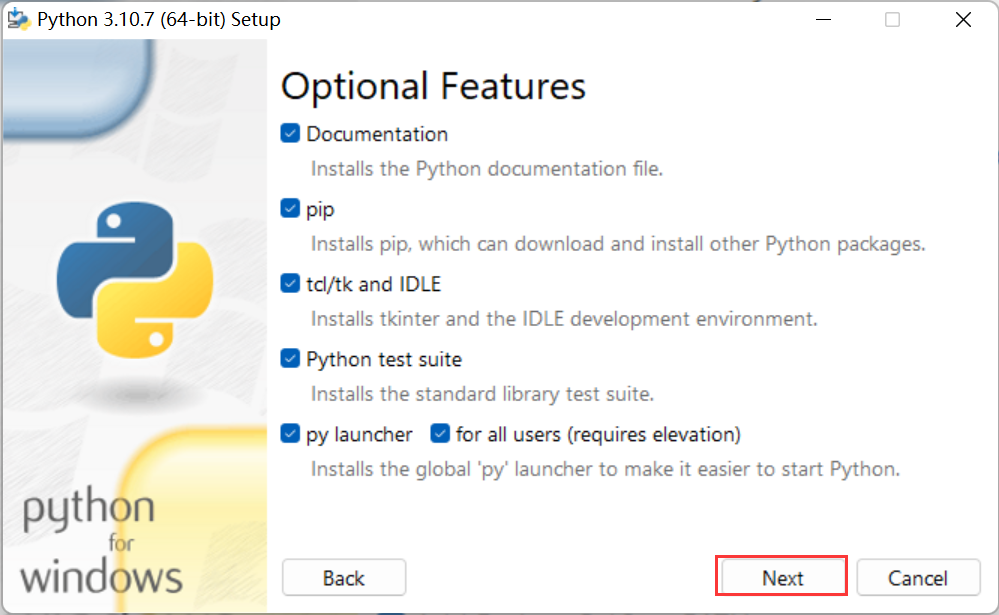 Python 3.10.7 (64-bit) Setup
Optional Features
Documentation
Installs the Python documentation file.
pip
Installs pip, which can download and install other Python packages.
tcl/tk and IDLE
Installs tkinter and the IDLE development environment.
Python test suite
Installs the standard library test suite.
py launcher for all users (requires elevation)
Installs the global 'py' launcher to make it easier to start Python.
python
for
windows
Back Next Cancel